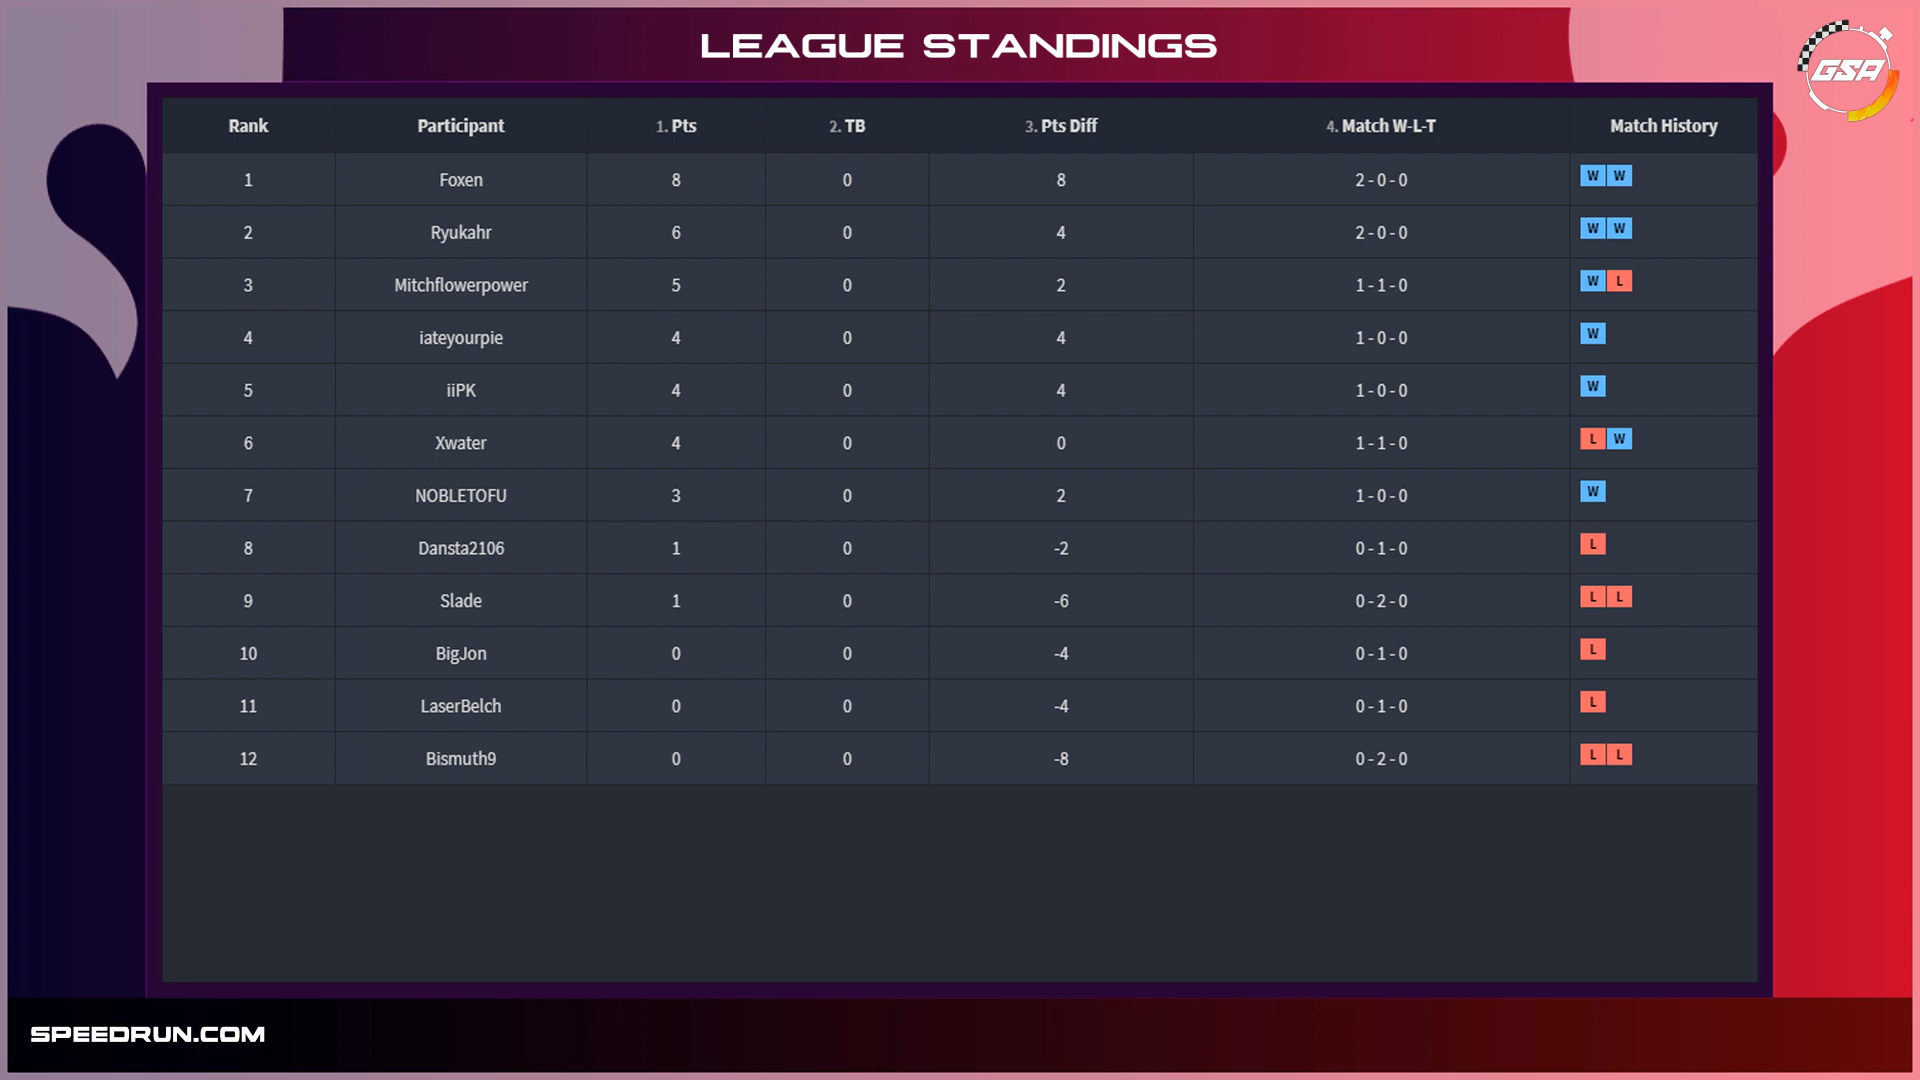 LEAGUE STANDINGS
GSA
Rank Participant 1. Pts 2. TB 3. Pts Diff 4. Match W-L-T Match History
1 Foxen 8 0 8 2 - 0 - 0 W W
2 Ryukahr 6 0 4 2 - 0 - 0 W W
3 Mitchflowerpower 5 0 2 1 - 1 - 0 W L
4 iateyourpie 4 0 4 1 - 0 - 0 W
5 iiPK 4 0 4 1 - 0 - 0 W
6 Xwater 4 0 0 1 - 1 - 0 L W
7 NOBLETOFU 3 0 2 1 - 0 - 0 W
8 Dansta2106 1 0 -2 0 - 1 - 0 L
9 Slade 1 0 -6 0 - 2 - 0 L L
10 BigJon 0 0 -4 0 - 1 - 0 L
11 LaserBelch 0 0 -4 0 - 1 - 0 L
12 Bismuth9 0 0 -8 0 - 2 - 0 L L
SPEEDRUN.COM